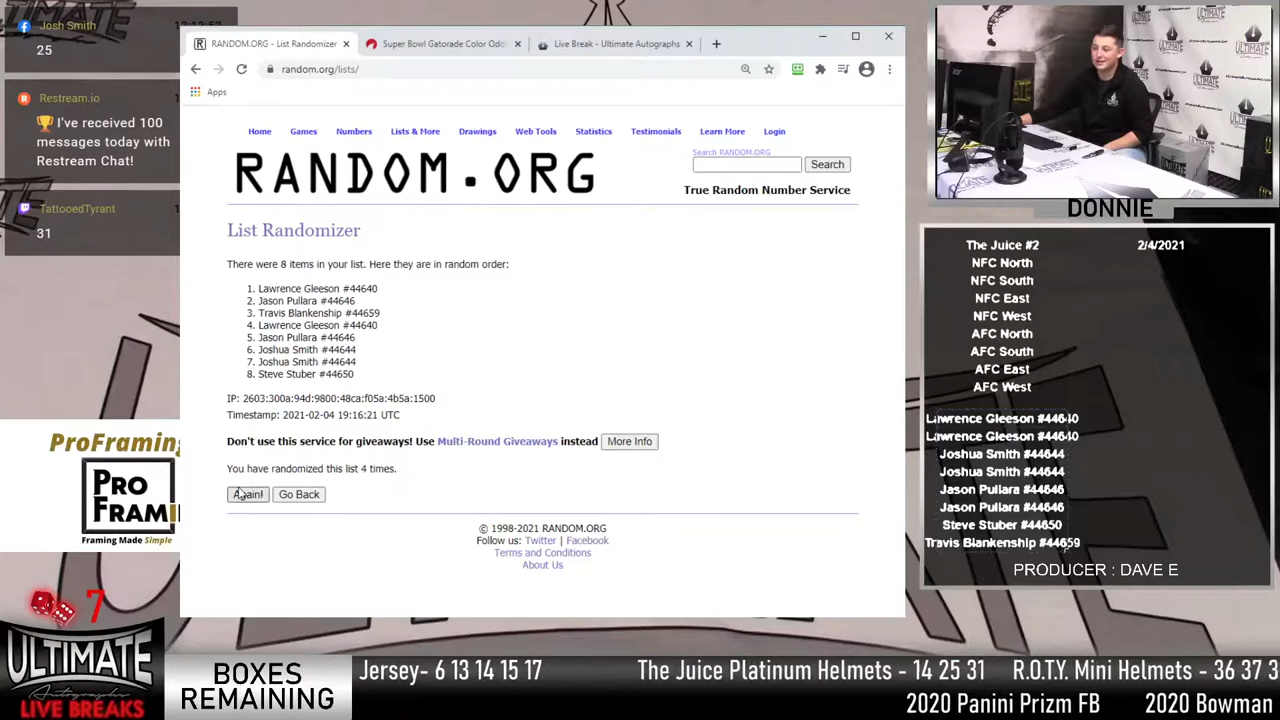 Josh Smith
25
Restream.io
🏆 I've received 100
messages today with
Restream Chat!
TattooedTyrant
31
RANDOM.ORG - List Randomizer
Super Bowl Gatorade Color Odd
Live Break - Ultimate Autographs
random.org/lists/
Apps
Home Games Numbers Lists & More Drawings Web Tools Statistics Testimonials Learn More Login
Search RANDOM.ORG
Search
RANDOM.ORG
True Random Number Service
List Randomizer
There were 8 items in your list. Here they are in random order:
1. Lawrence Gleeson #44640
2. Jason Pullara #44646
3. Travis Blankenship #44659
4. Lawrence Gleeson #44640
5. Jason Pullara #44646
6. Joshua Smith #44644
7. Joshua Smith #44644
8. Steve Stuber #44650
IP: 2603:300a:94d:9800:48ca:f05a:4b5a:1500
Timestamp: 2021-02-04 19:16:21 UTC
Don't use this service for giveaways! Use Multi-Round Giveaways instead More Info
You have randomized this list 4 times.
Again! Go Back
© 1998-2021 RANDOM.ORG
Follow us: Twitter | Facebook
Terms and Conditions
About Us
DONNIE
The Juice #2 2/4/2021
NFC North
NFC South
NFC East
NFC West
AFC North
AFC South
AFC East
AFC West
Lawrence Gleeson #44640
Lawrence Gleeson #44640
Joshua Smith #44644
Joshua Smith #44644
Jason Pullara #44646
Jason Pullara #44646
Steve Stuber #44650
Travis Blankenship #44659
PRODUCER : DAVE E
ProFraming
PRO
FRAMI
Framing Made Simple
7
ULTIMATE
Autographs
LIVE BREAKS
BOXES
REMAINING
Jersey- 6 13 14 15 17 The Juice Platinum Helmets - 14 25 31 R.O.T.Y. Mini Helmets - 36 37 3
2020 Panini Prizm FB 2020 Bowman